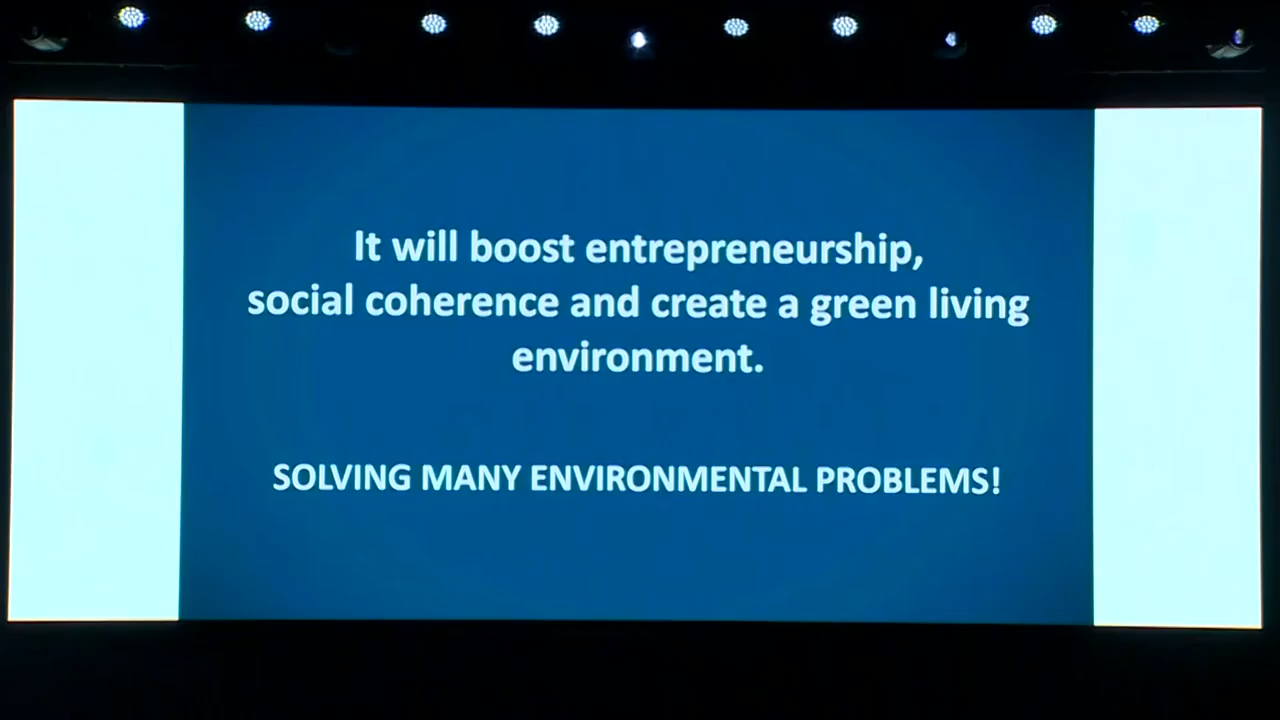 It will boost entrepreneurship,
social coherence and create a green living
environment.
SOLVING MANY ENVIRONMENTAL PROBLEMS!